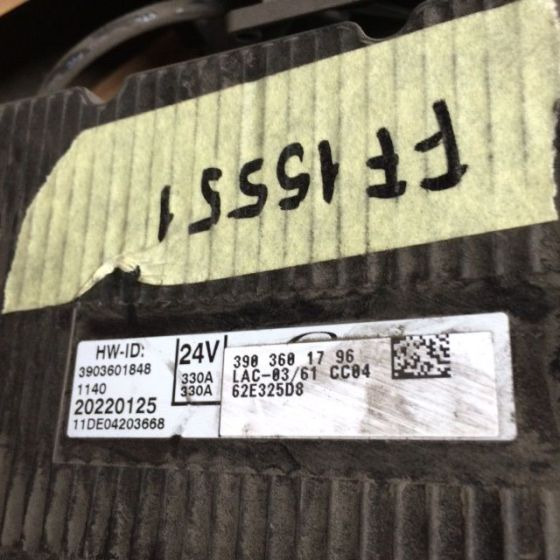 FF15551
HW-ID:
3903601848
1140
20220125
11DE04203668
24V
330A
330A
390 360 17 96
LAC-03/61 CC04
62E325D8